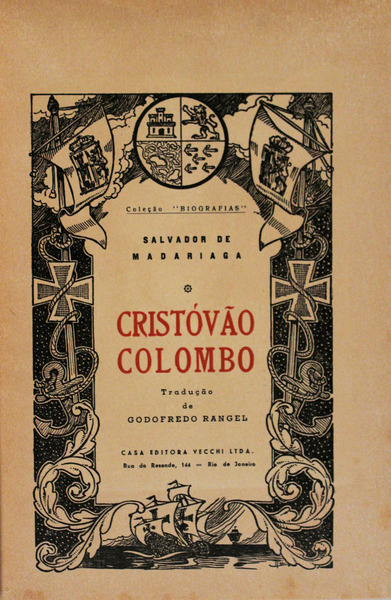 Coleção "BIOGRAFIAS"
SALVADOR DE
MADARIAGA
CRISTÓVÃO
COLOMBO
Tradução
de
GODOFREDO RANGEL
CASA EDITORA VECCHI LTDA.
Rua do Resende, 144 — Rio de Janeiro